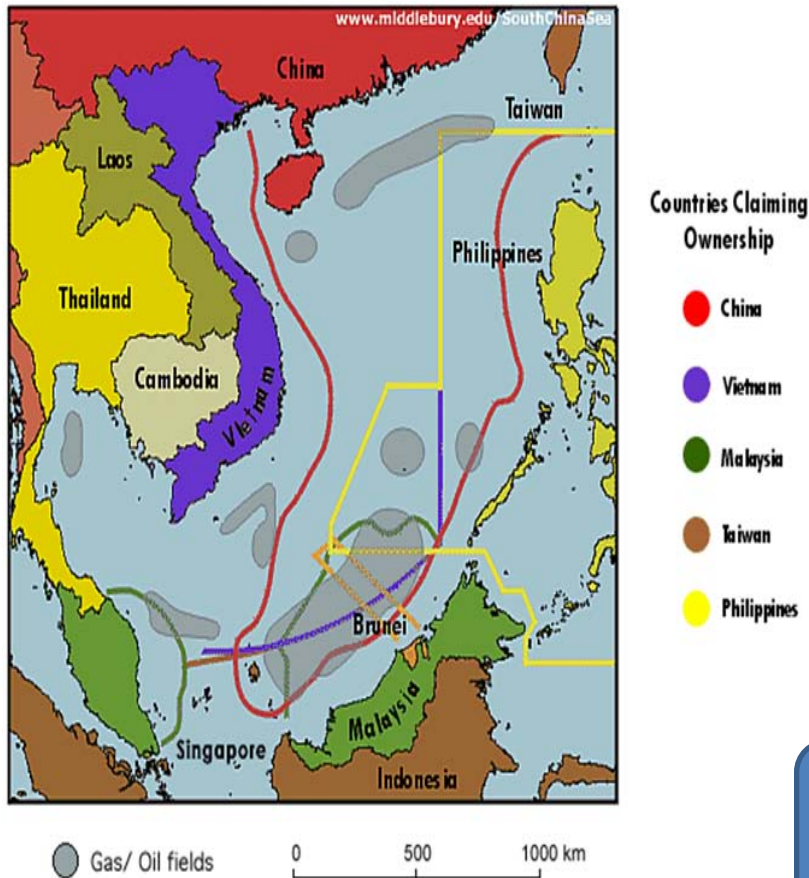 www.middlebury.edu/SouthChinaSea
China
Taiwan
Laos
Philippines
Thailand
Cambodia
Vietnam
Brunei
Malaysia
Singapore
Indonesia
Countries Claiming
Ownership
China
Vietnam
Malaysia
Taiwan
Philippines
Gas/ Oil fields
0 500 1000 km